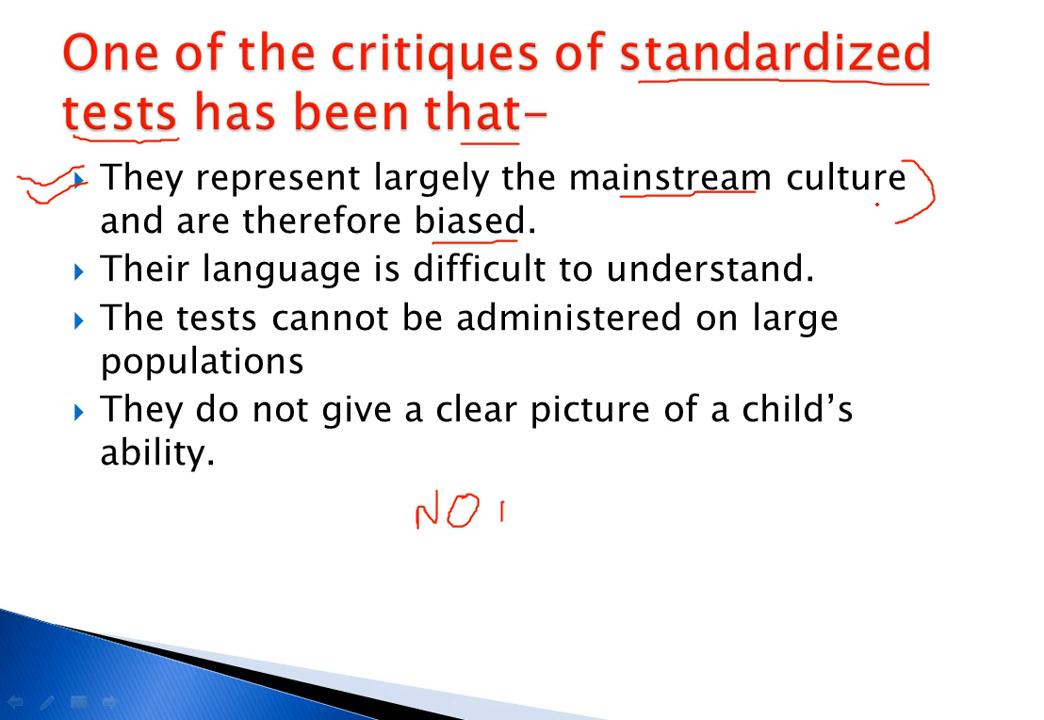 One of the critiques of standardized
tests has been that–
They represent largely the mainstream culture
and are therefore biased.
Their language is difficult to understand.
The tests cannot be administered on large
populations
They do not give a clear picture of a child’s
ability.
NO